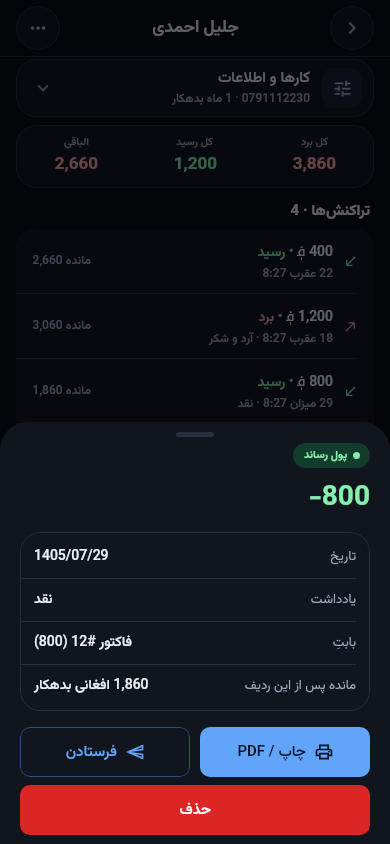 جلیل احمدی
کارها و اطلاعات
0791112230 · 1 ماه بدهکار
کل برد
کل رسید
الباقی
3,860
1,200
2,660
تراکنش‌ها · 4
400 ؋ · رسید
مانده 2,660
22 عقرب 8:27
1,200 ؋ · برد
مانده 3,060
18 عقرب 8:27 · آرد و شکر
800 ؋ · رسید
مانده 1,860
29 میزان 8:27 · نقد
پول رساند
-800
تاریخ
1405/07/29
یادداشت
نقد
بابتِ
فاکتور #12 (800)
مانده پس از این ردیف
1,860 افغانی بدهکار
چاپ / PDF
فرستادن
حذف